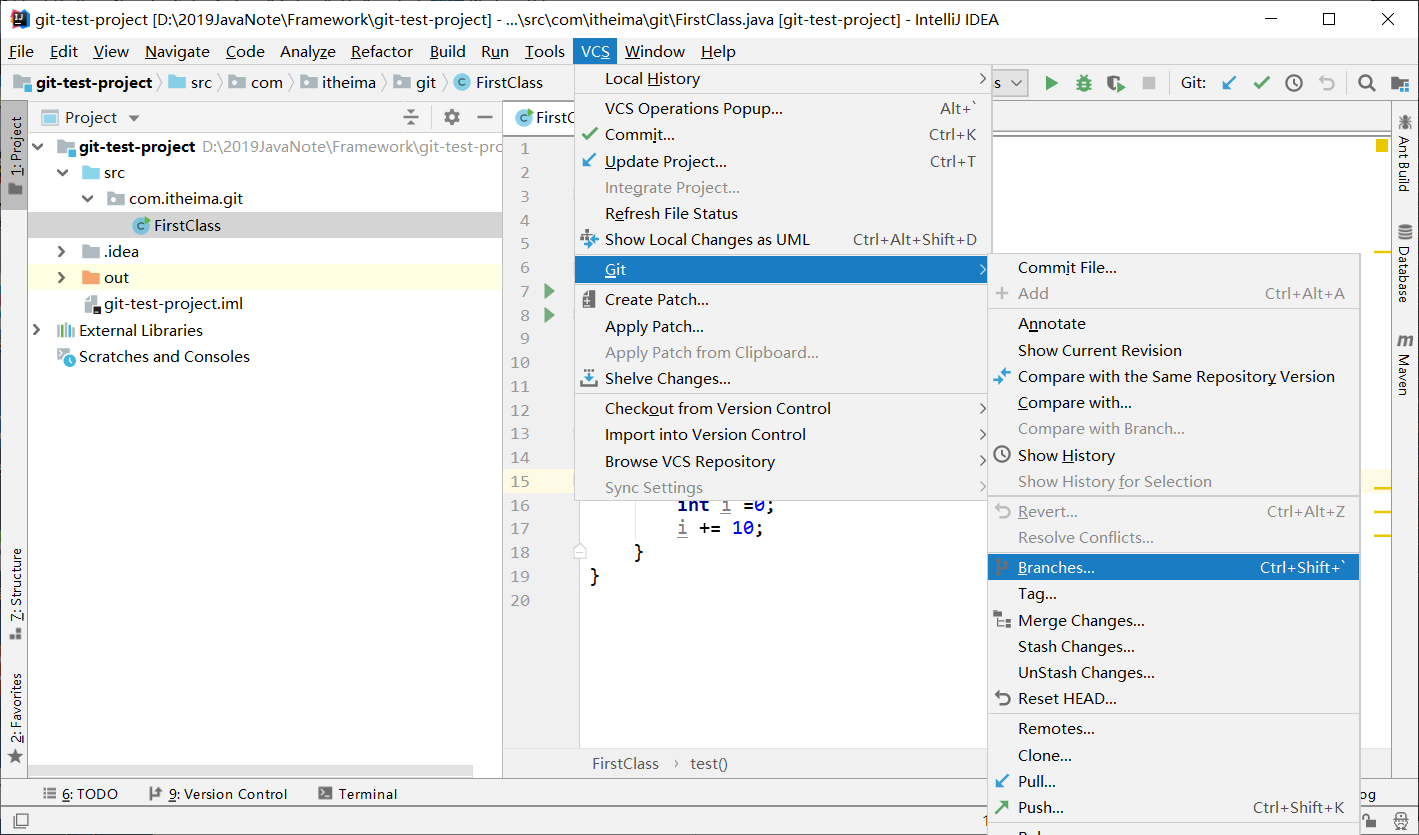 git-test-project [D:\2019JavaNote\Framework\git-test-project] - ...\src\com\itheima\git\FirstClass.java [git-test-project] - IntelliJ IDEA
File Edit View Navigate Code Analyze Refactor Build Run Tools VCS Window Help
git-test-project src com itheima git FirstClass
s Git:
Project
FirstC
1: Project
7: Structure
2: Favorites
git-test-project D:\2019JavaNote\Framework\git-test-pro
src
com.itheima.git
FirstClass
.idea
out
git-test-project.iml
External Libraries
Scratches and Consoles
Local History
VCS Operations Popup... Alt+`
Commit... Ctrl+K
Update Project... Ctrl+T
Integrate Project...
Refresh File Status
Show Local Changes as UML Ctrl+Alt+Shift+D
Git
Create Patch...
Apply Patch...
Apply Patch from Clipboard...
Shelve Changes...
Checkout from Version Control
Import into Version Control
Browse VCS Repository
Sync Settings
Commit File...
Add Ctrl+Alt+A
Annotate
Show Current Revision
Compare with the Same Repository Version
Compare with...
Compare with Branch...
Show History
Show History for Selection
Revert... Ctrl+Alt+Z
Resolve Conflicts...
Branches... Ctrl+Shift+`
Tag...
Merge Changes...
Stash Changes...
UnStash Changes...
Reset HEAD...
Remotes...
Clone...
Pull...
Push... Ctrl+Shift+K
1
2
3
4
5
6
7
8
9
10
11
12
13
14
15
16 int i =0;
17 i += 10;
18 }
19 }
20
FirstClass › test()
Ant Build
Database
m Maven
6: TODO 9: Version Control Terminal
og